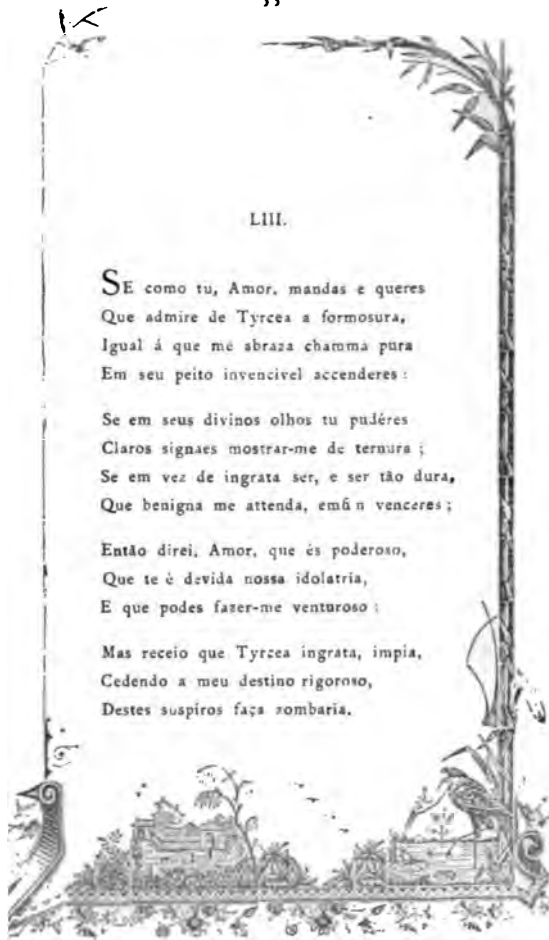 LIII.
SE como tu, Amor, mandas e queres
Que admire de Tyrcea a formosura,
Igual á que me abraza chamma pura
Em seu peito invencivel accenderes:
Se em seus divinos olhos tu pudéres
Claros signaes mostrar-me de ternura;
Se em vez de ingrata ser, e ser tão dura,
Que benigna me attenda, emfim venceres;
Então direi, Amor, que és poderoso,
Que te é devida nossa idolatria,
E que podes fazer-me venturoso:
Mas receio que Tyrcea ingrata, impia,
Cedendo a meu destino rigoroso,
Destes suspiros faça zombaria.